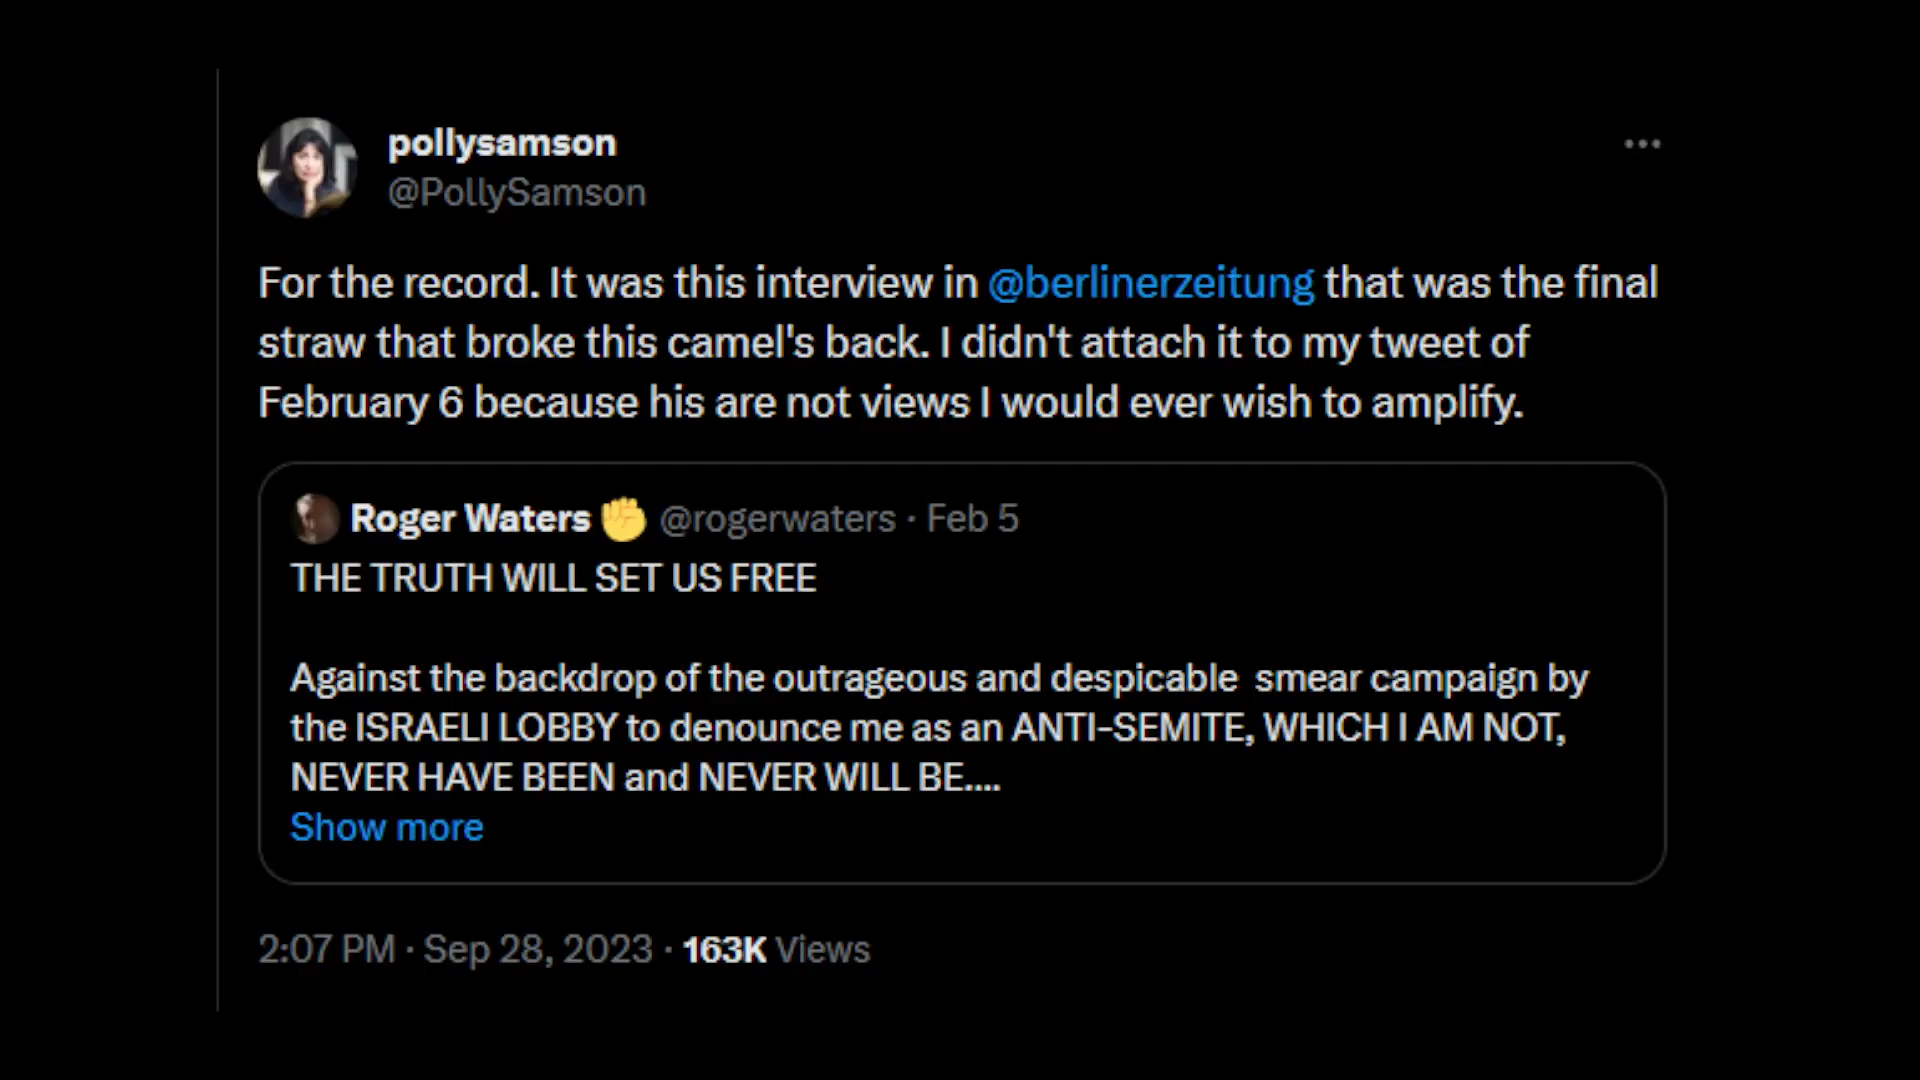 pollysamson
@PollySamson
For the record. It was this interview in @berlinerzeitung that was the final
straw that broke this camel's back. I didn't attach it to my tweet of
February 6 because his are not views I would ever wish to amplify.
Roger Waters ✊ @rogerwaters · Feb 5
THE TRUTH WILL SET US FREE
Against the backdrop of the outrageous and despicable  smear campaign by
the ISRAELI LOBBY to denounce me as an ANTI-SEMITE, WHICH I AM NOT,
NEVER HAVE BEEN and NEVER WILL BE....
Show more
2:07 PM · Sep 28, 2023 · 163K Views